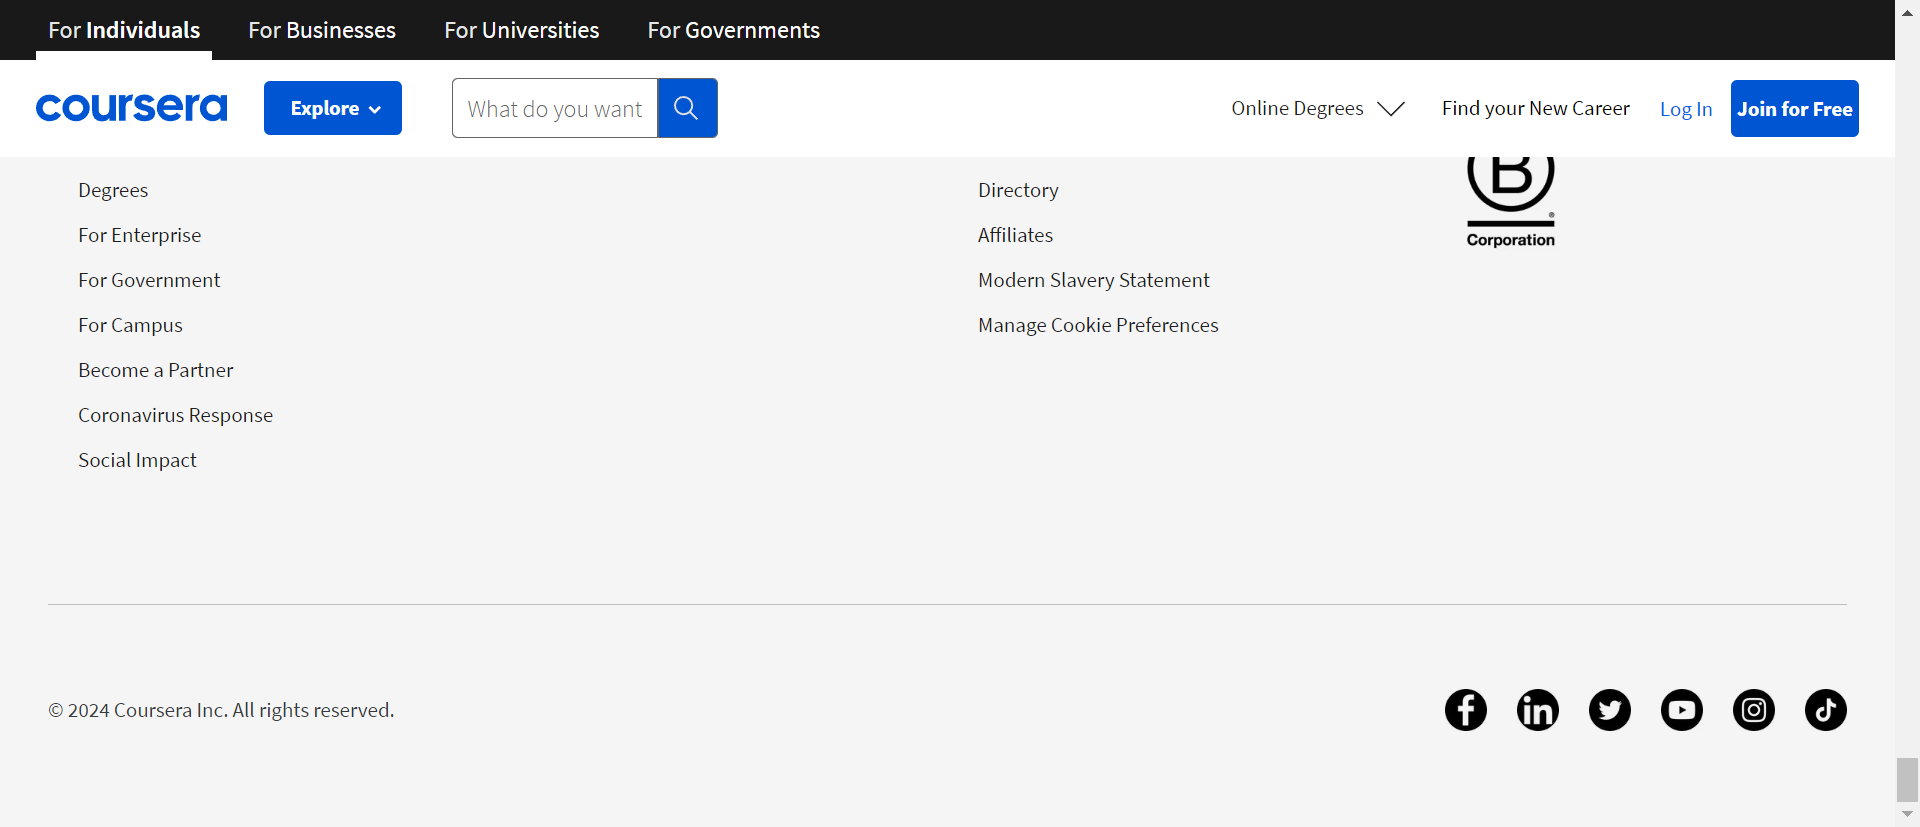 For Individuals For Businesses For Universities For Governments
coursera Explore What do you want Online Degrees Find your New Career Log In Join for Free
Degrees
For Enterprise
For Government
For Campus
Become a Partner
Coronavirus Response
Social Impact
Directory
Affiliates
Modern Slavery Statement
Manage Cookie Preferences
B
®
Corporation
© 2024 Coursera Inc. All rights reserved.